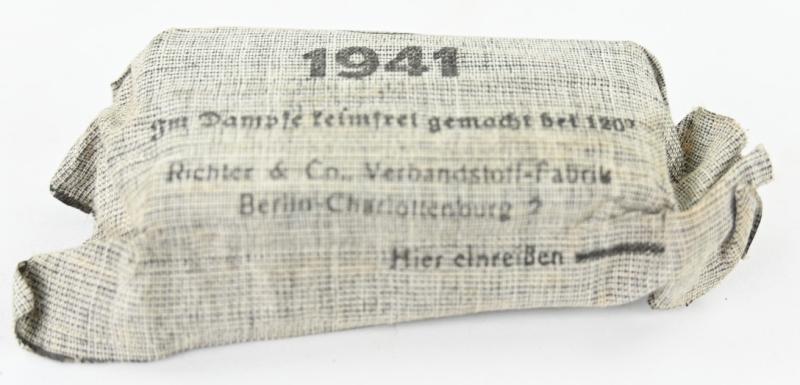 1941
Im Dampfe keimfrei gemacht bei 120°
Richter & Co., Verbandstoff-Fabrik
Berlin-Charlottenburg 2
Hier einreißen